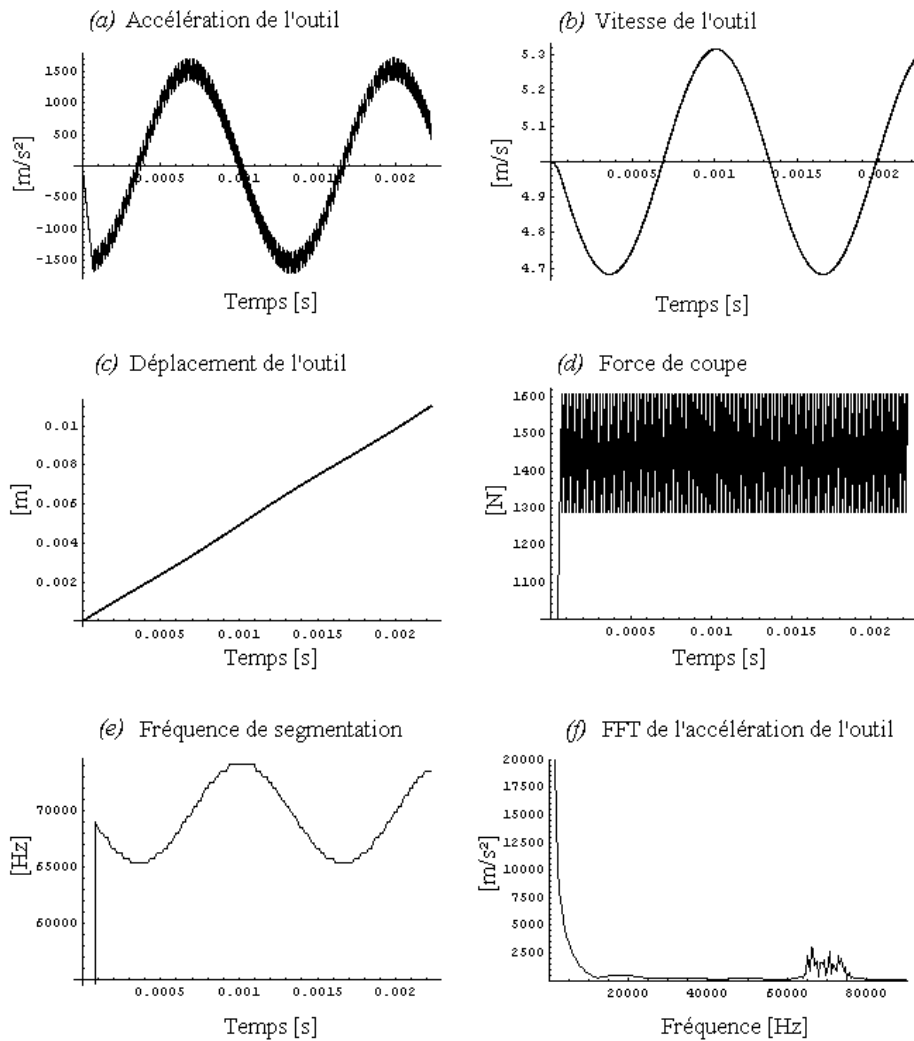 (a) Accélération de l'outil
1500
1000
500
-500
-1000
-1500
[m/s²]
0.0005 0.001 0.0015 0.002
Temps [s]
(b) Vitesse de l'outil
5.3
5.2
5.1
4.9
4.8
4.7
[m/s]
0.0005 0.001 0.0015 0.002
Temps [s]
(c) Déplacement de l'outil
0.01
0.008
0.006
0.004
0.002
[m]
0.0005 0.001 0.0015 0.002
Temps [s]
(d) Force de coupe
1600
1500
1400
1300
1200
1100
[N]
0.0005 0.001 0.0015 0.002
Temps [s]
(e) Fréquence de segmentation
70000
65000
60000
[Hz]
0.0005 0.001 0.0015 0.002
Temps [s]
(f) FFT de l'accélération de l'outil
20000
17500
15000
12500
10000
7500
5000
2500
[m/s²]
20000 40000 60000 80000
Fréquence [Hz]